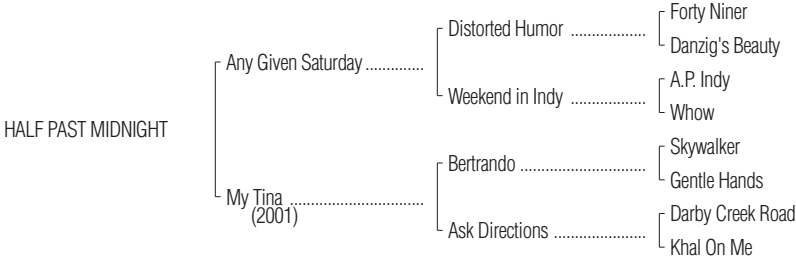 Forty Niner
Distorted Humor ..................
Danzig's Beauty
Any Given Saturday ..............
A.P. Indy
Weekend in Indy ..................
Whow
HALF PAST MIDNIGHT
Skywalker
Bertrando ..............................
Gentle Hands
My Tina ................................
(2001)
Darby Creek Road
Ask Directions ......................
Khal On Me